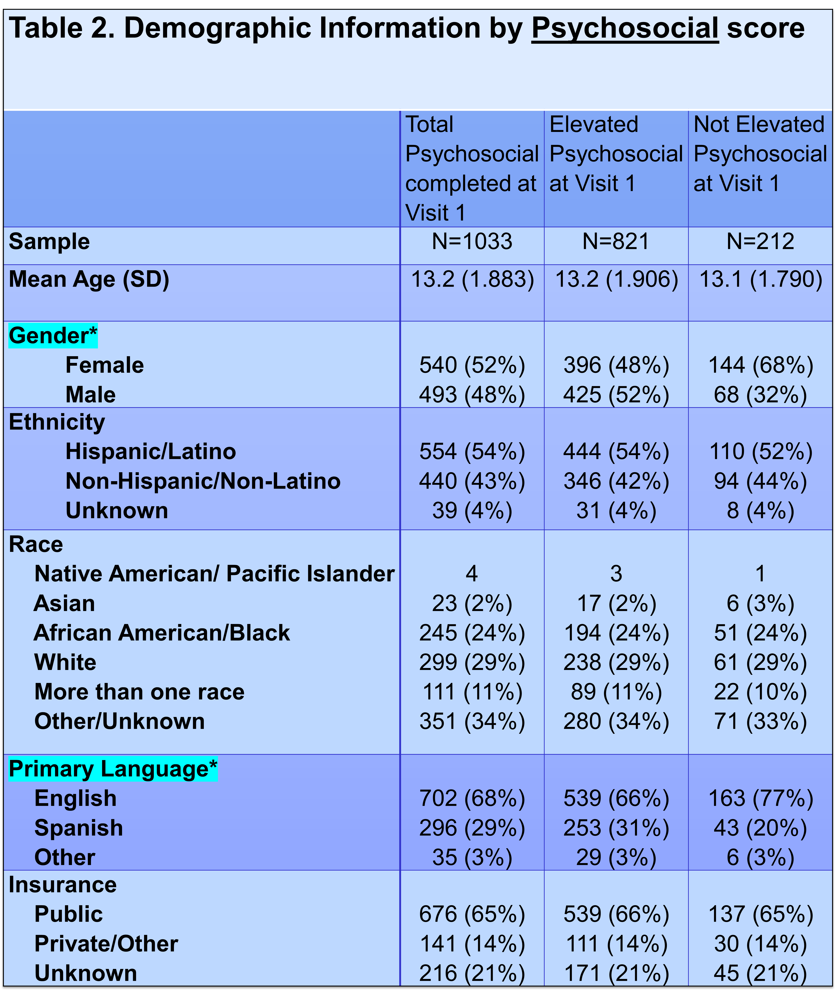 Table 2. Demographic Information by Psychosocial score
Total Psychosocial completed at Visit 1 Elevated Psychosocial at Visit 1 Not Elevated Psychosocial at Visit 1
Sample N=1033 N=821 N=212
Mean Age (SD) 13.2 (1.883) 13.2 (1.906) 13.1 (1.790)
Gender*
Female 540 (52%) 396 (48%) 144 (68%)
Male 493 (48%) 425 (52%) 68 (32%)
Ethnicity
Hispanic/Latino 554 (54%) 444 (54%) 110 (52%)
Non-Hispanic/Non-Latino 440 (43%) 346 (42%) 94 (44%)
Unknown 39 (4%) 31 (4%) 8 (4%)
Race
Native American/ Pacific Islander 4 3 1
Asian 23 (2%) 17 (2%) 6 (3%)
African American/Black 245 (24%) 194 (24%) 51 (24%)
White 299 (29%) 238 (29%) 61 (29%)
More than one race 111 (11%) 89 (11%) 22 (10%)
Other/Unknown 351 (34%) 280 (34%) 71 (33%)
Primary Language*
English 702 (68%) 539 (66%) 163 (77%)
Spanish 296 (29%) 253 (31%) 43 (20%)
Other 35 (3%) 29 (3%) 6 (3%)
Insurance
Public 676 (65%) 539 (66%) 137 (65%)
Private/Other 141 (14%) 111 (14%) 30 (14%)
Unknown 216 (21%) 171 (21%) 45 (21%)